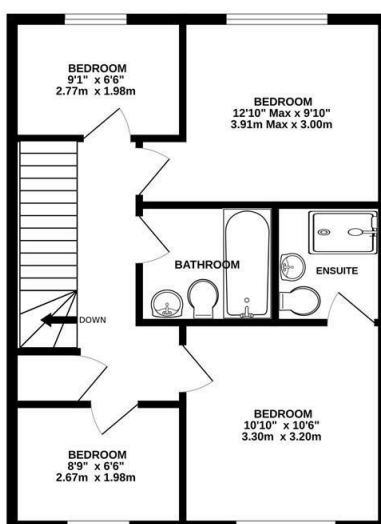 BEDROOM
9'1" x 6'6"
2.77m x 1.98m
BEDROOM
12'10" Max x 9'10"
3.91m Max x 3.00m
BATHROOM
ENSUITE
DOWN
BEDROOM
10'10" x 10'6"
3.30m x 3.20m
BEDROOM
8'9" x 6'6"
2.67m x 1.98m